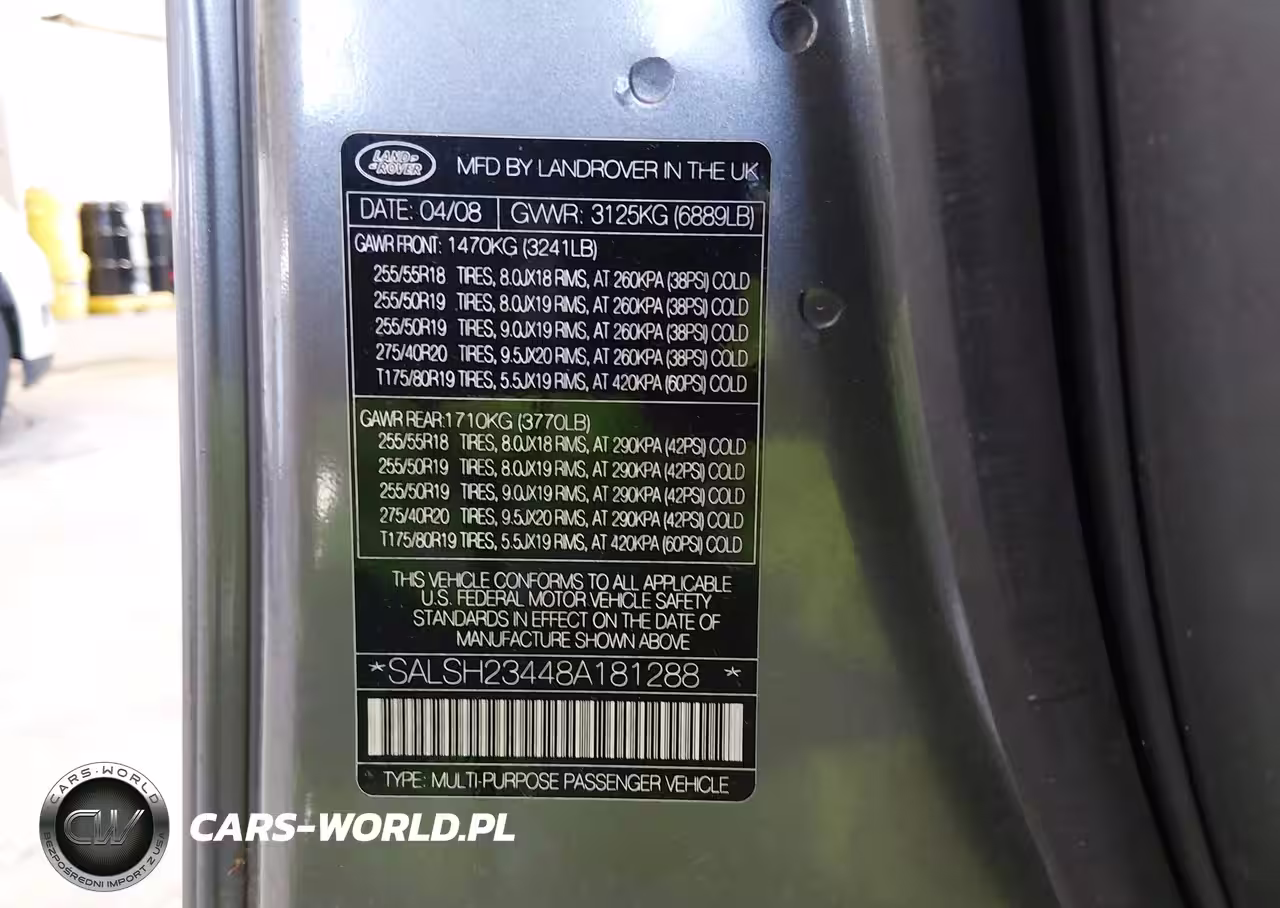 LAND-
-ROVER
MFD BY LANDROVER IN THE UK
DATE: 04/08 GVWR: 3125KG (6889LB)
GAWR FRONT: 1470KG (3241LB)
255/55R18 TIRES, 8.0JX18 RIMS, AT 260KPA (38PSI) COLD
255/50R19 TIRES, 8.0JX19 RIMS, AT 260KPA (38PSI) COLD
255/50R19 TIRES, 9.0JX19 RIMS, AT 260KPA (38PSI) COLD
275/40R20 TIRES, 9.5JX20 RIMS, AT 260KPA (38PSI) COLD
T175/80R19 TIRES, 5.5JX19 RIMS, AT 420KPA (60PSI) COLD
GAWR REAR:1710KG (3770LB)
255/55R18 TIRES, 8.0JX18 RIMS, AT 290KPA (42PSI) COLD
255/50R19 TIRES, 8.0JX19 RIMS, AT 290KPA (42PSI) COLD
255/50R19 TIRES, 9.0JX19 RIMS, AT 290KPA (42PSI) COLD
275/40R20 TIRES, 9.5JX20 RIMS, AT 290KPA (42PSI) COLD
T175/80R19 TIRES, 5.5JX19 RIMS, AT 420KPA (60PSI) COLD
THIS VEHICLE CONFORMS TO ALL APPLICABLE
U.S. FEDERAL MOTOR VEHICLE SAFETY
STANDARDS IN EFFECT ON THE DATE OF
MANUFACTURE SHOWN ABOVE
*SALSH23448A181288 *
TYPE: MULTI-PURPOSE PASSENGER VEHICLE
CARS-WORLD
CW
BEZPOŚREDNI IMPORT Z USA
CARS-WORLD.PL